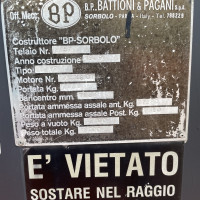 Off. Mecc. BP B.P. BATTIONI & PAGANI S.p.A.
SORBOLO - PARMA - Italy - Tel.
Costruttore "BP-SORBOLO"
Telaio N.
Anno costruzione
Tipo
Motore N.
Portata Kg.
Baricentro mm.
Portata ammessa assale ant. Kg.
Portata ammessa assale Post. Kg.
Peso a vuoto Kg.
Peso totale Kg.
E' VIETATO
SOSTARE NEL RAGGIO